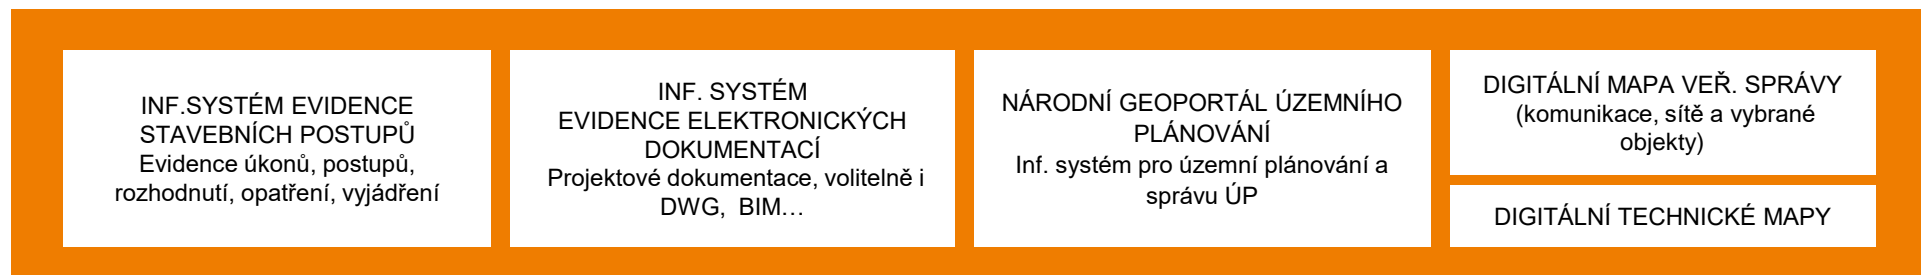 INF.SYSTÉM EVIDENCE
STAVEBNÍCH POSTUPŮ
Evidence úkonů, postupů,
rozhodnutí, opatření, vyjádření
INF. SYSTÉM
EVIDENCE ELEKTRONICKÝCH
DOKUMENTACÍ
Projektové dokumentace, volitelně i
DWG, BIM…
NÁRODNÍ GEOPORTÁL ÚZEMNÍHO
PLÁNOVÁNÍ
Inf. systém pro územní plánování a
správu ÚP
DIGITÁLNÍ MAPA VEŘ. SPRÁVY
(komunikace, sítě a vybrané
objekty)
DIGITÁLNÍ TECHNICKÉ MAPY